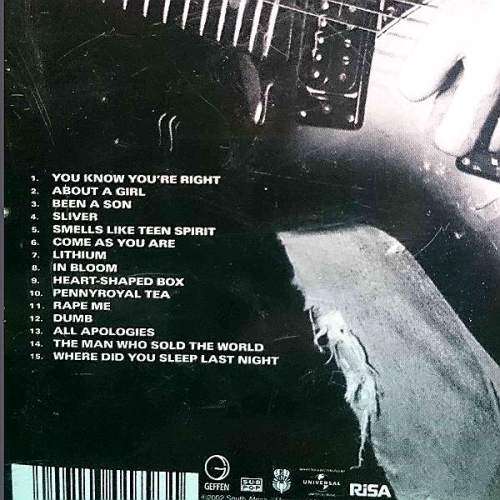 1. YOU KNOW YOU'RE RIGHT
2. ABOUT A GIRL
3. BEEN A SON
4. SLIVER
5. SMELLS LIKE TEEN SPIRIT
6. COME AS YOU ARE
7. LITHIUM
8. IN BLOOM
9. HEART-SHAPED BOX
10. PENNYROYAL TEA
11. RAPE ME
12. DUMB
13. ALL APOLOGIES
14. THE MAN WHO SOLD THE WORLD
15. WHERE DID YOU SLEEP LAST NIGHT
GEFFEN
SUB POP
UNIVERSAL
RiSA
2002